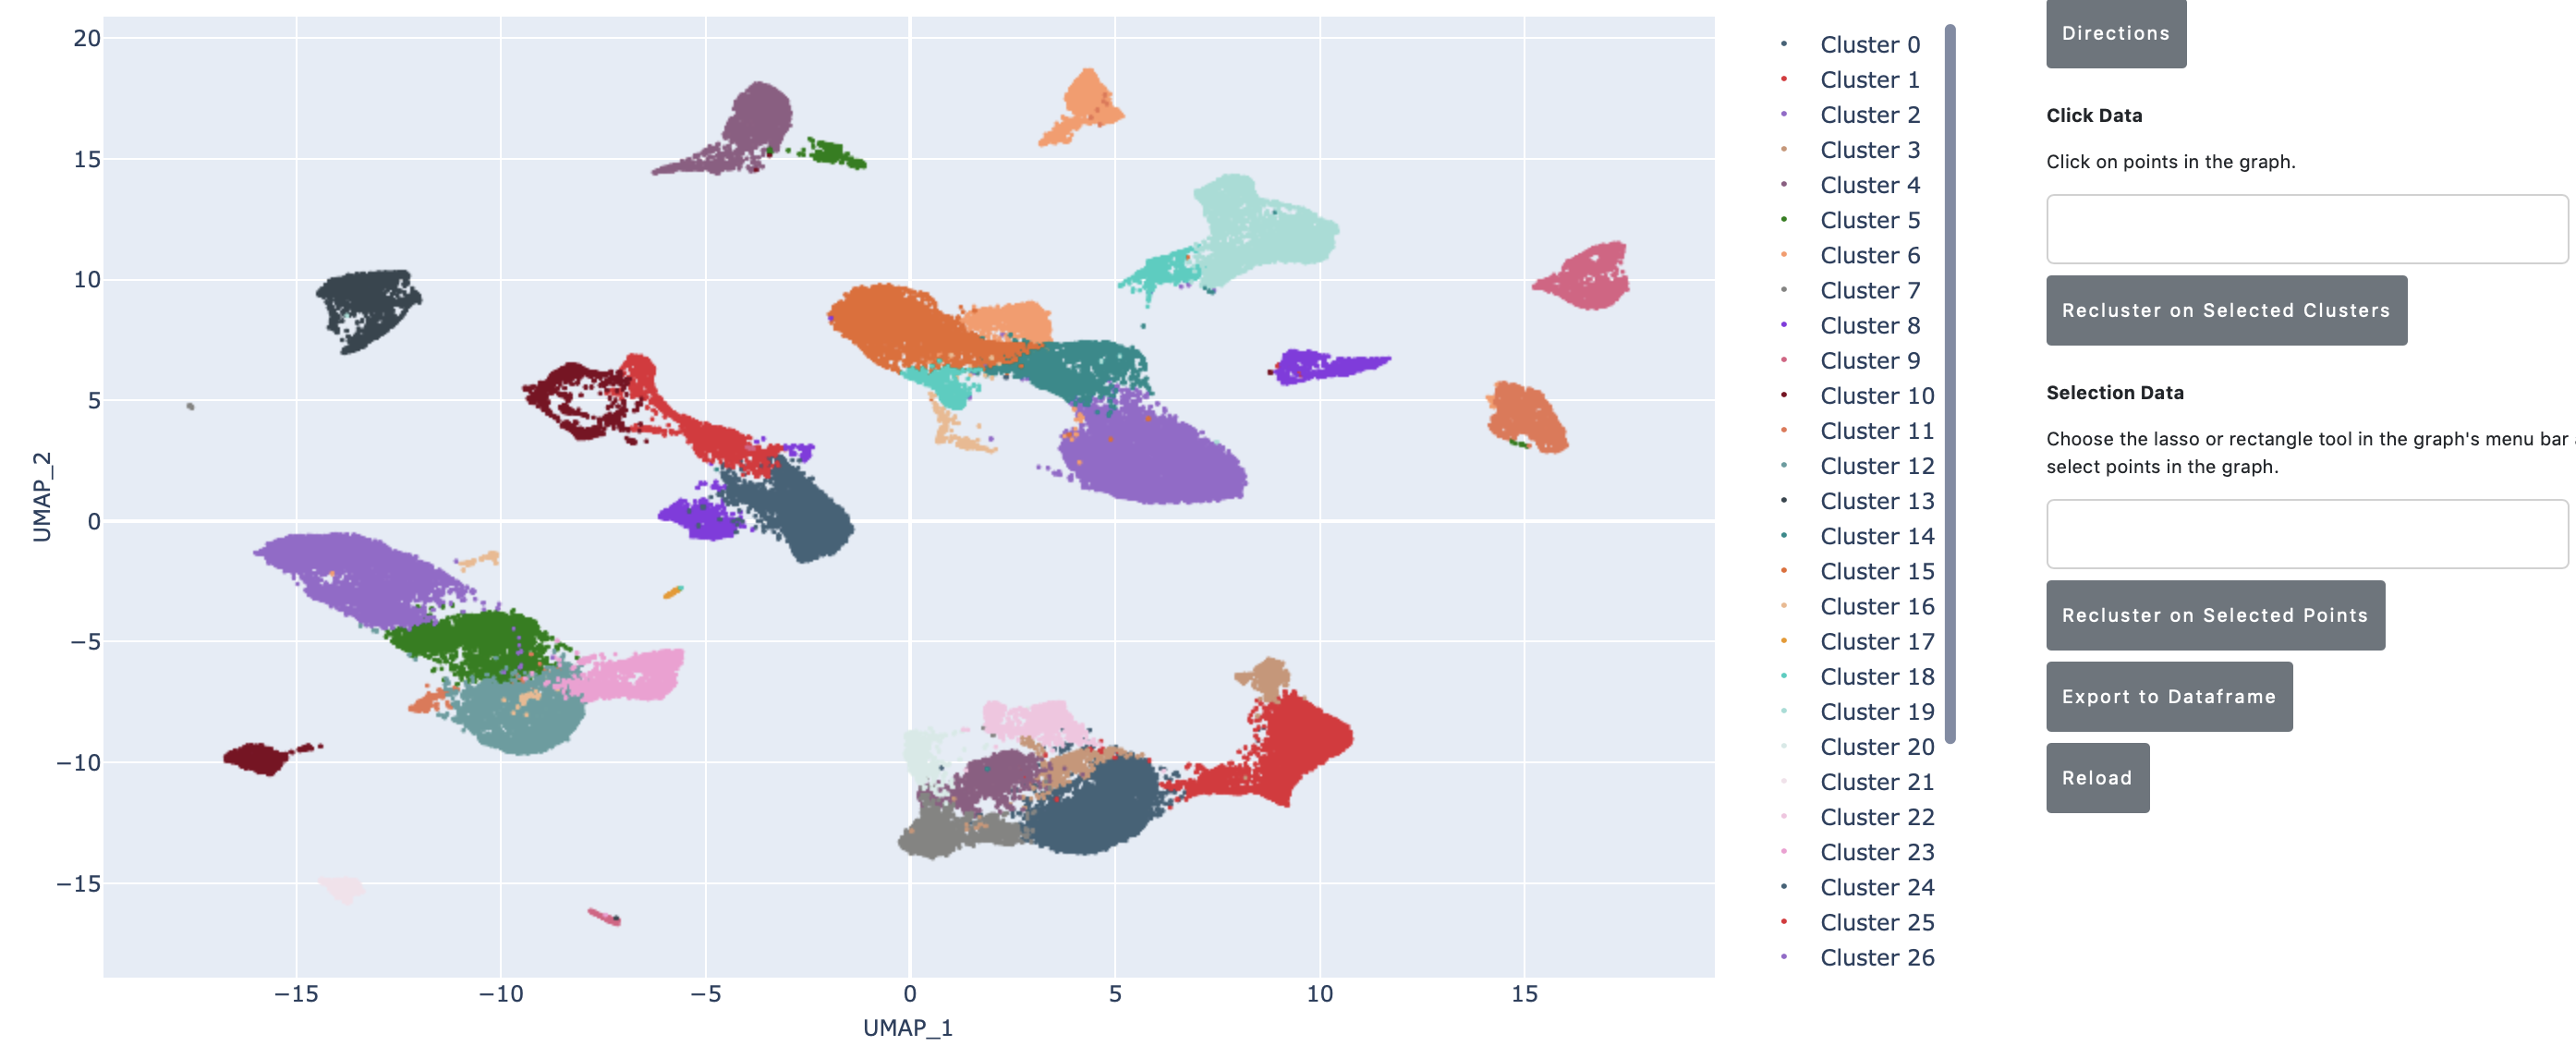 20
15
10
5
0
−5
−10
−15
UMAP_2
−15
−10
−5
0
5
10
15
UMAP_1
Cluster 0
Cluster 1
Cluster 2
Cluster 3
Cluster 4
Cluster 5
Cluster 6
Cluster 7
Cluster 8
Cluster 9
Cluster 10
Cluster 11
Cluster 12
Cluster 13
Cluster 14
Cluster 15
Cluster 16
Cluster 17
Cluster 18
Cluster 19
Cluster 20
Cluster 21
Cluster 22
Cluster 23
Cluster 24
Cluster 25
Cluster 26
Directions
Click Data
Click on points in the graph.
Recluster on Selected Clusters
Selection Data
Choose the lasso or rectangle tool in the graph's menu bar
select points in the graph.
Recluster on Selected Points
Export to Dataframe
Reload